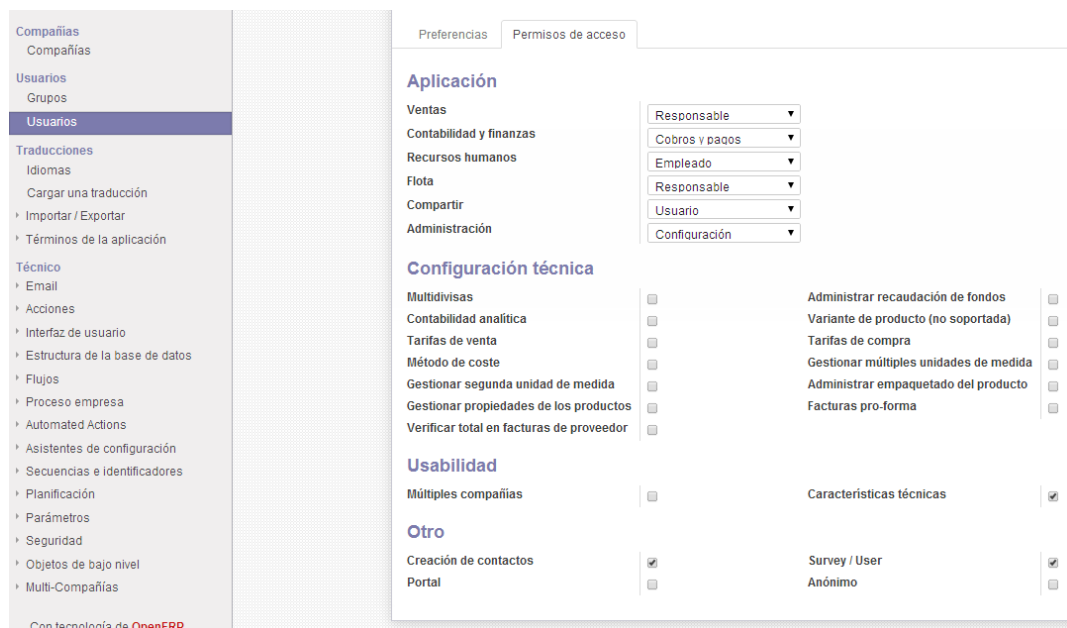 Compañias
Compañías
Usuarios
Grupos
Usuarios
Traducciones
Idiomas
Cargar una traducción
Importar / Exportar
Términos de la aplicación
Técnico
Email
Acciones
Interfaz de usuario
Estructura de la base de datos
Flujos
Proceso empresa
Automated Actions
Asistentes de configuración
Secuencias e identificadores
Planificación
Parámetros
Seguridad
Objetos de bajo nivel
Multi-Compañías
Con tecnología de OpenERP
Preferencias Permisos de acceso
Aplicación
Ventas Responsable
Contabilidad y finanzas Cobros y pagos
Recursos humanos Empleado
Flota Responsable
Compartir Usuario
Administración Configuración
Configuración técnica
Multidivisas Administrar recaudación de fondos
Contabilidad analítica Variante de producto (no soportada)
Tarifas de venta Tarifas de compra
Método de coste Gestionar múltiples unidades de medida
Gestionar segunda unidad de medida Administrar empaquetado del producto
Gestionar propiedades de los productos Facturas pro-forma
Verificar total en facturas de proveedor
Usabilidad
Múltiples compañias Características técnicas
Otro
Creación de contactos Survey / User
Portal Anónimo